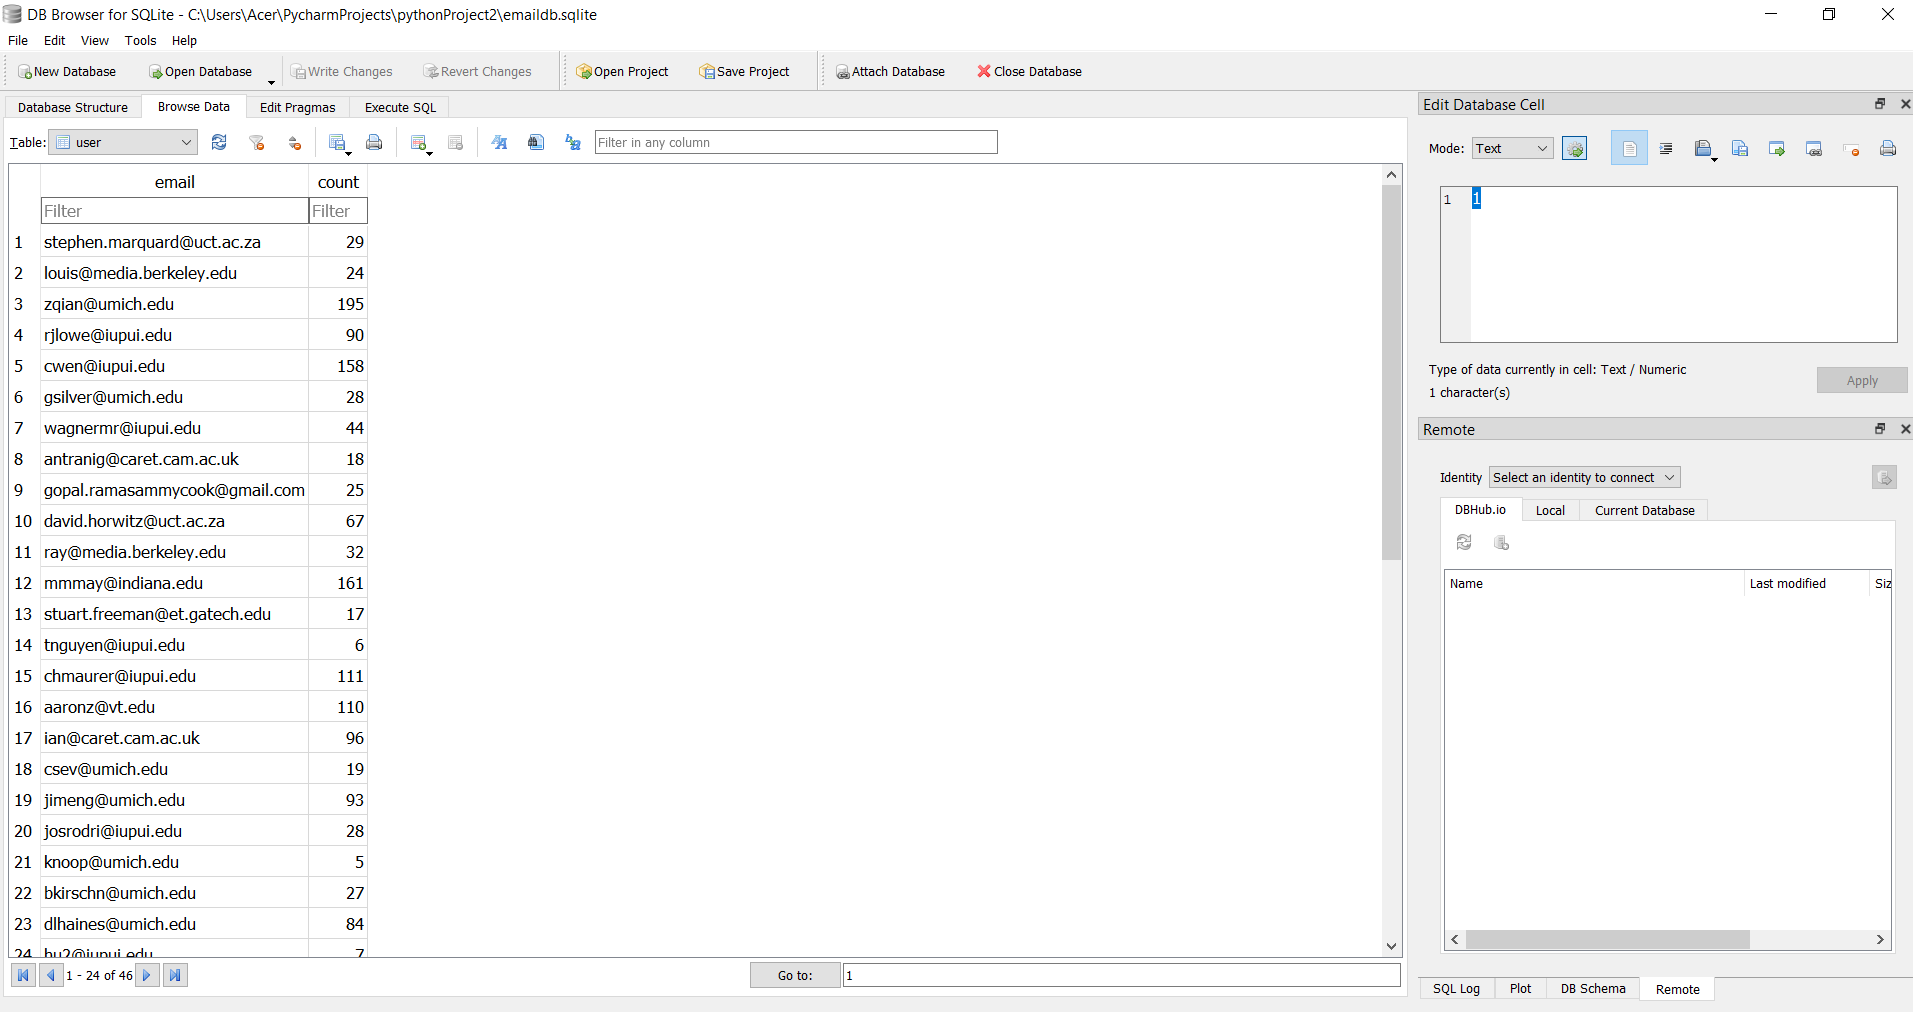 DB Browser for SQLite - C:\Users\Acer\PycharmProjects\pythonProject2\emaildb.sqlite
File Edit View Tools Help
New Database Open Database Write Changes Revert Changes Open Project Save Project Attach Database Close Database
Database Structure Browse Data Edit Pragmas Execute SQL
Table: user Filter in any column
email count
Filter Filter
1 stephen.marquard@uct.ac.za 29
2 louis@media.berkeley.edu 24
3 zqian@umich.edu 195
4 rjlowe@iupui.edu 90
5 cwen@iupui.edu 158
6 gsilver@umich.edu 28
7 wagnermr@iupui.edu 44
8 antranig@caret.cam.ac.uk 18
9 gopal.ramasammycook@gmail.com 25
10 david.horwitz@uct.ac.za 67
11 ray@media.berkeley.edu 32
12 mmmay@indiana.edu 161
13 stuart.freeman@et.gatech.edu 17
14 tnguyen@iupui.edu 6
15 chmaurer@iupui.edu 111
16 aaronz@vt.edu 110
17 ian@caret.cam.ac.uk 96
18 csev@umich.edu 19
19 jimeng@umich.edu 93
20 josrodri@iupui.edu 28
21 knoop@umich.edu 5
22 bkirschn@umich.edu 27
23 dlhaines@umich.edu 84
24 hu2@iupui.edu 7
1 - 24 of 46 Go to: 1
Edit Database Cell
Mode: Text
1 1
Type of data currently in cell: Text / Numeric
1 character(s)
Apply
Remote
Identity Select an identity to connect
DBHub.io Local Current Database
Name Last modified Siz
SQL Log Plot DB Schema Remote